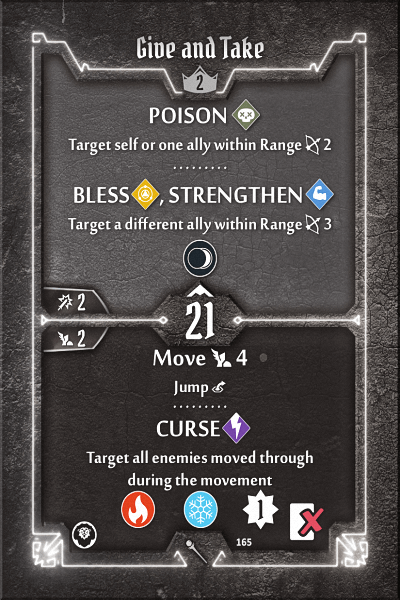 Give and Take
2
POISON
Target self or one ally within Range 2
BLESS, STRENGTHEN
Target a different ally within Range 3
2
21
2
Move 4
Jump
CURSE
Target all enemies moved through
during the movement
1
165